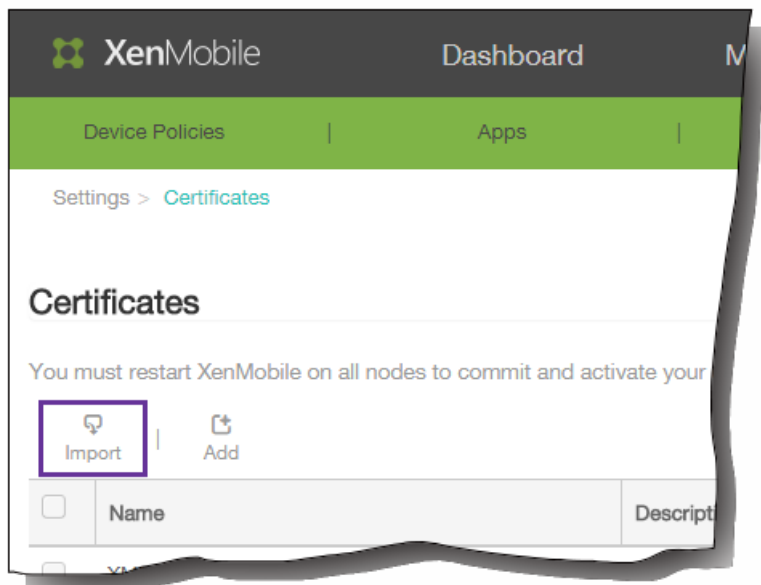 XenMobile Dashboard
Device Policies | Apps |
Settings > Certificates
Certificates
You must restart XenMobile on all nodes to commit and activate your
Import | Add
Name